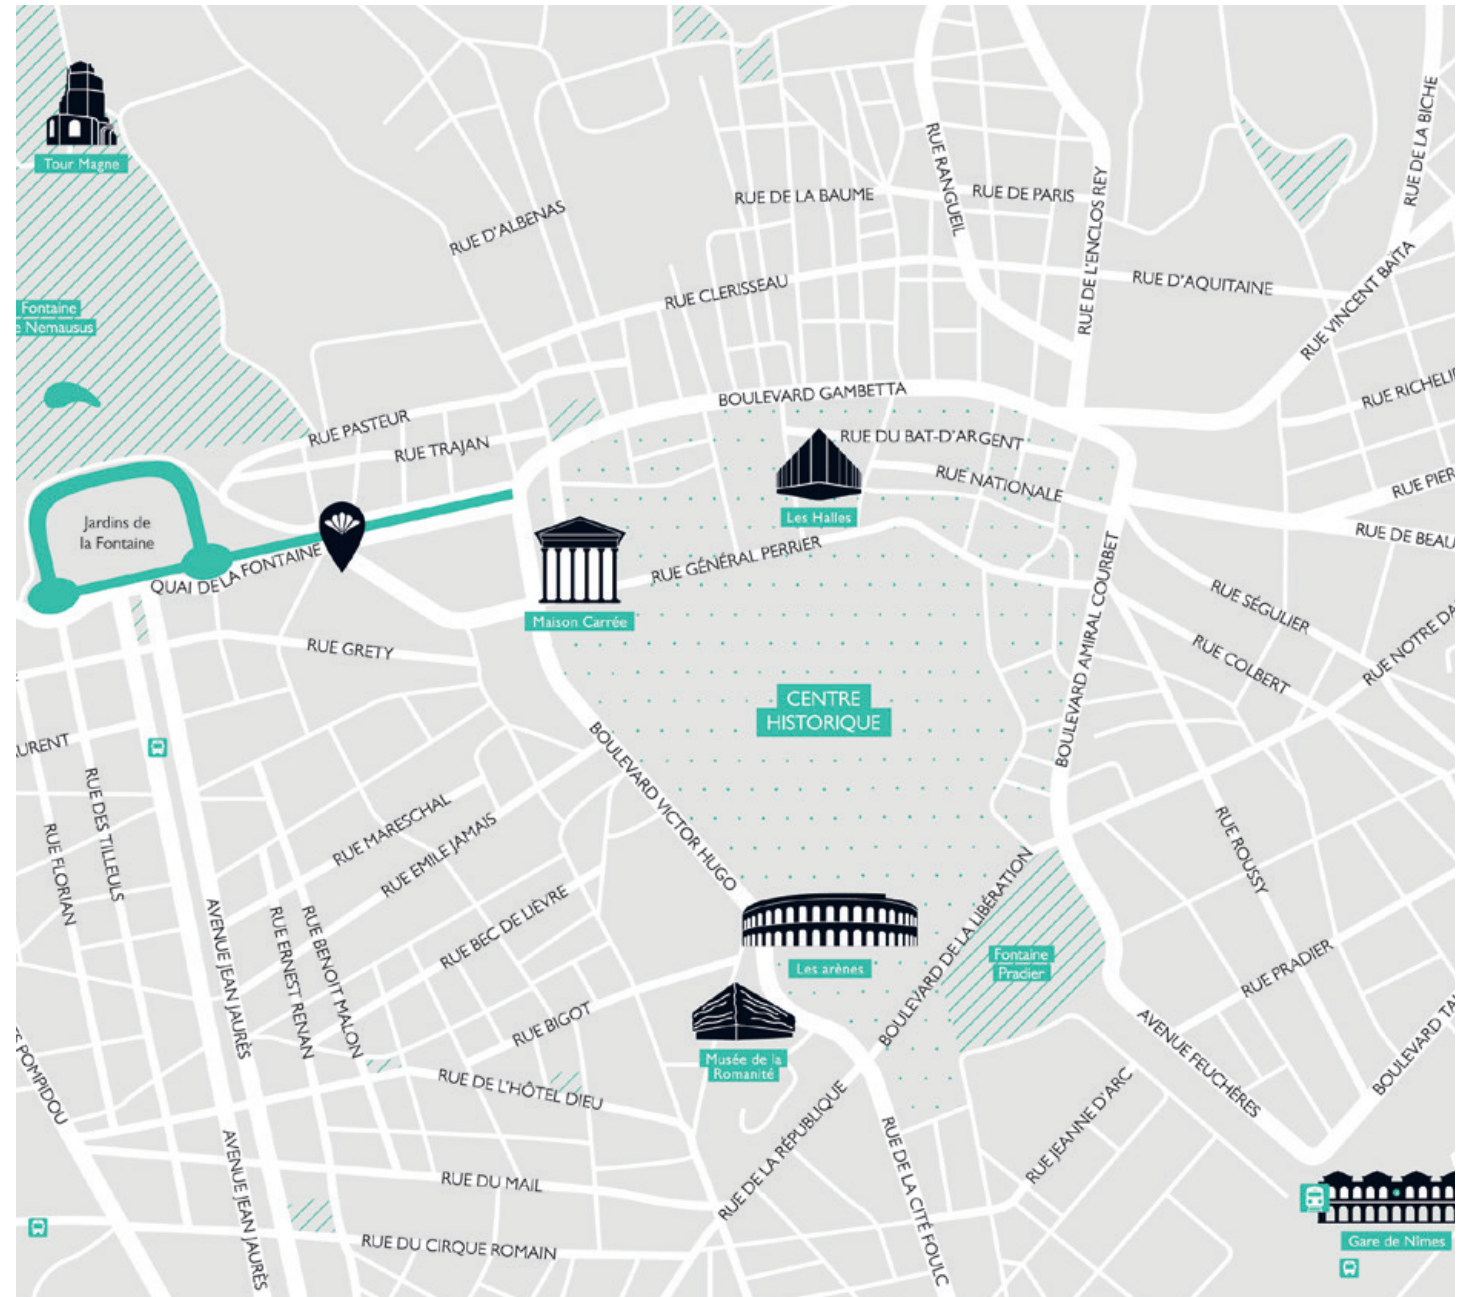 Tour Magne
RUE DE LA BICHE
RUE RANGUEIL
RUE DE LA BAUME
RUE DE PARIS
RUE D'ALBENAS
RUE DE L'ENCLOS REY
RUE CLERISSEAU
RUE D'AQUITAINE
RUE VINCENT BAÏTA
Fontaine
e Nemausus
BOULEVARD GAMBETTA
RUE RICHELI
RUE PASTEUR
RUE TRAJAN
RUE DU BAT-D'ARGENT
RUE NATIONALE
RUE PIER
Les Halles
Jardins de
la Fontaine
RUE DE BEAU
QUAI DE LA FONTAINE
RUE GÉNÉRAL PERRIER
BOULEVARD AMIRAL COURBET
RUE SÉGULIER
Maison Carrée
RUE GRETY
RUE COLBERT
RUE NOTRE DA
CENTRE
HISTORIQUE
URENT
BOULEVARD VICTOR HUGO
RUE DES TILLEULS
RUE FLORIAN
RUE MARESCHAL
RUE EMILE JAMAIS
RUE ROUSSY
RUE BEC DE LIÈVRE
BOULEVARD DE LA LIBÉRATION
AVENUE JEAN JAURÈS
RUE ERNEST RENAN
RUE BENOIT MALON
Les arènes
Fontaine
Pradier
RUE PRADIER
RUE BIGOT
AVENUE FEUCHÈRES
BOULEVARD TA
Musée de la
Romanité
POMPIDOU
RUE DE L'HÔTEL DIEU
RUE DE LA RÉPUBLIQUE
RUE JEANNE D'ARC
RUE DE LA CITÉ FOULC
AVENUE JEAN JAURÈS
RUE DU MAIL
RUE DU CIRQUE ROMAIN
Gare de Nîmes